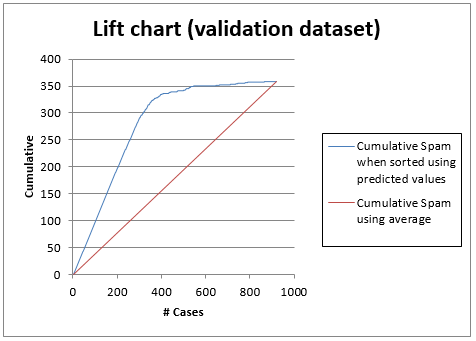 Lift chart (validation dataset)
400
350
300
250
200
150
100
50
0
Cumulative
0 200 400 600 800 1000
# Cases
Cumulative Spam
when sorted using
predicted values
Cumulative Spam
using average